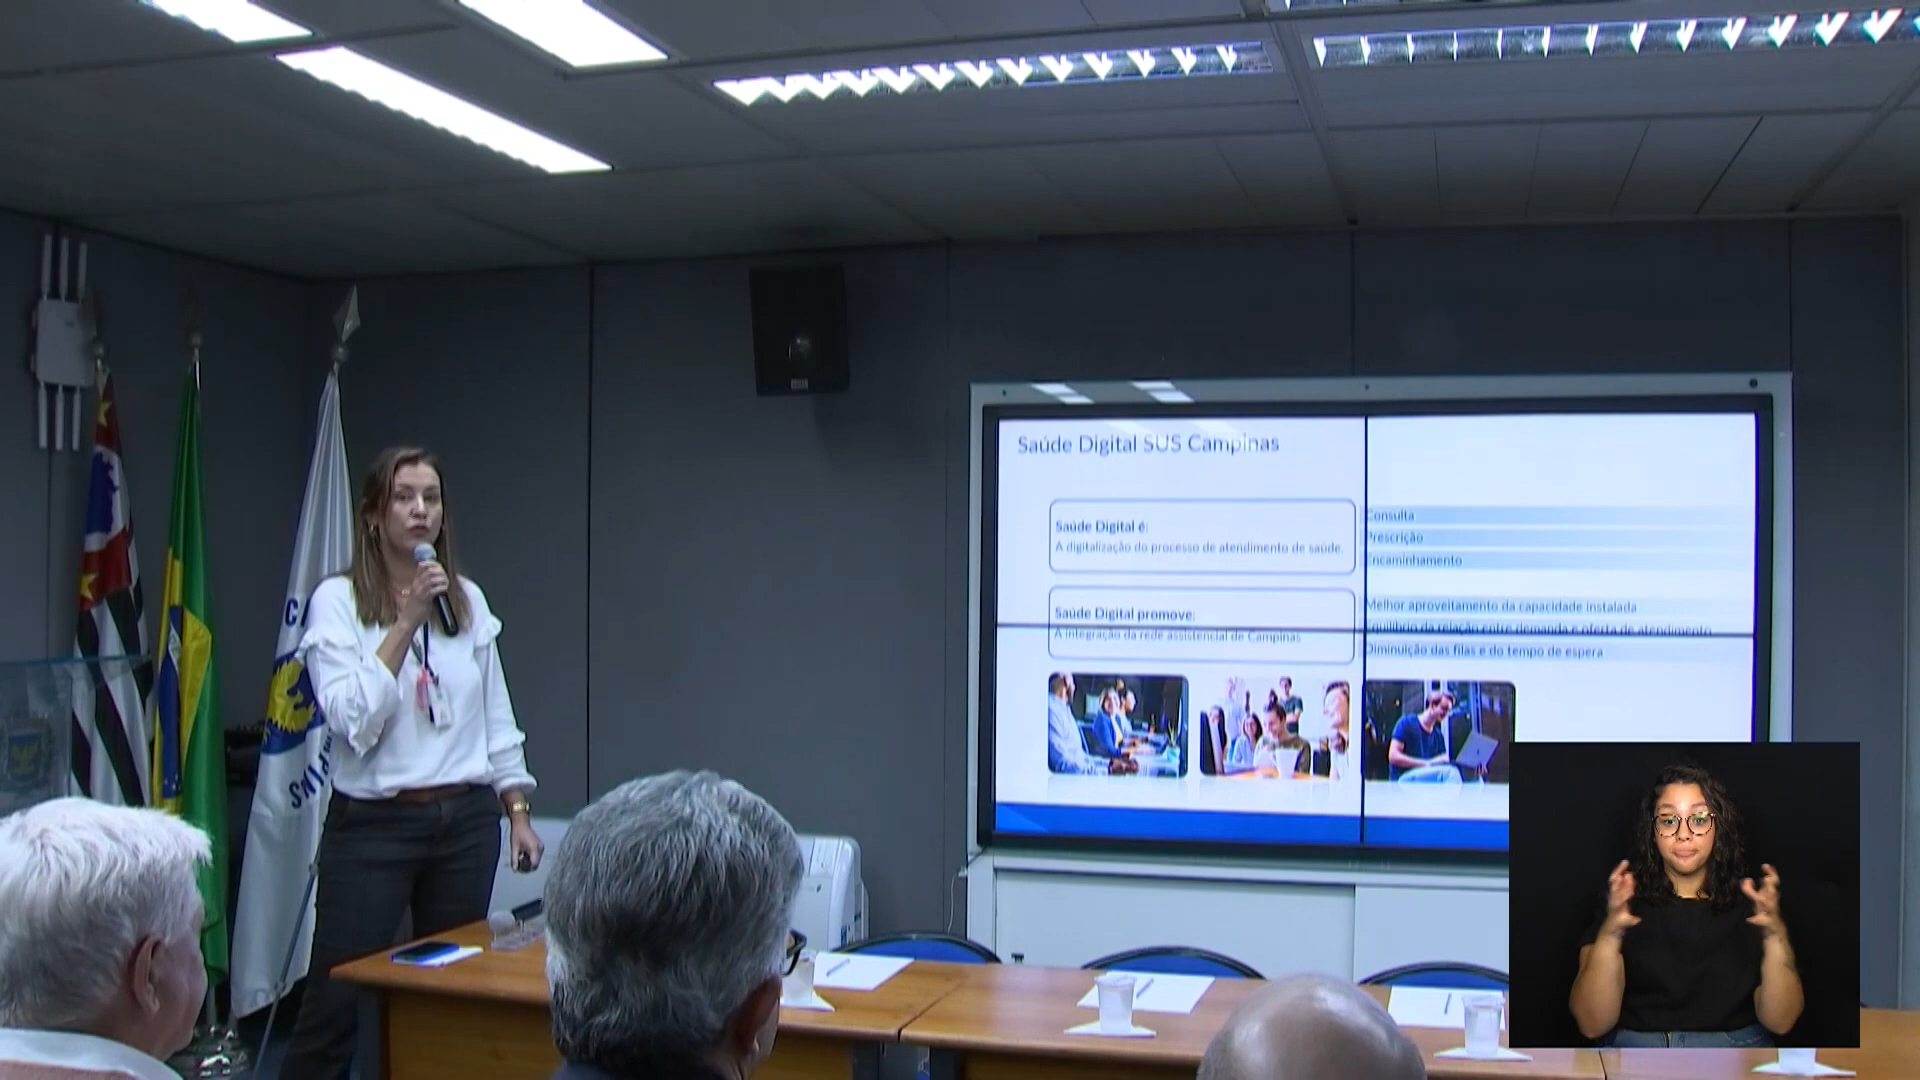 Saúde Digital SUS Campinas
Saúde Digital é:
A digitalização do processo de atendimento de saúde.
Consulta
Prescrição
Encaminhamento
Saúde Digital promove:
A integração da rede assistencial de Campinas
Melhor aproveitamento da capacidade instalada
Equilíbrio da relação entre demanda e oferta de atendimento
Diminuição das filas e do tempo de espera